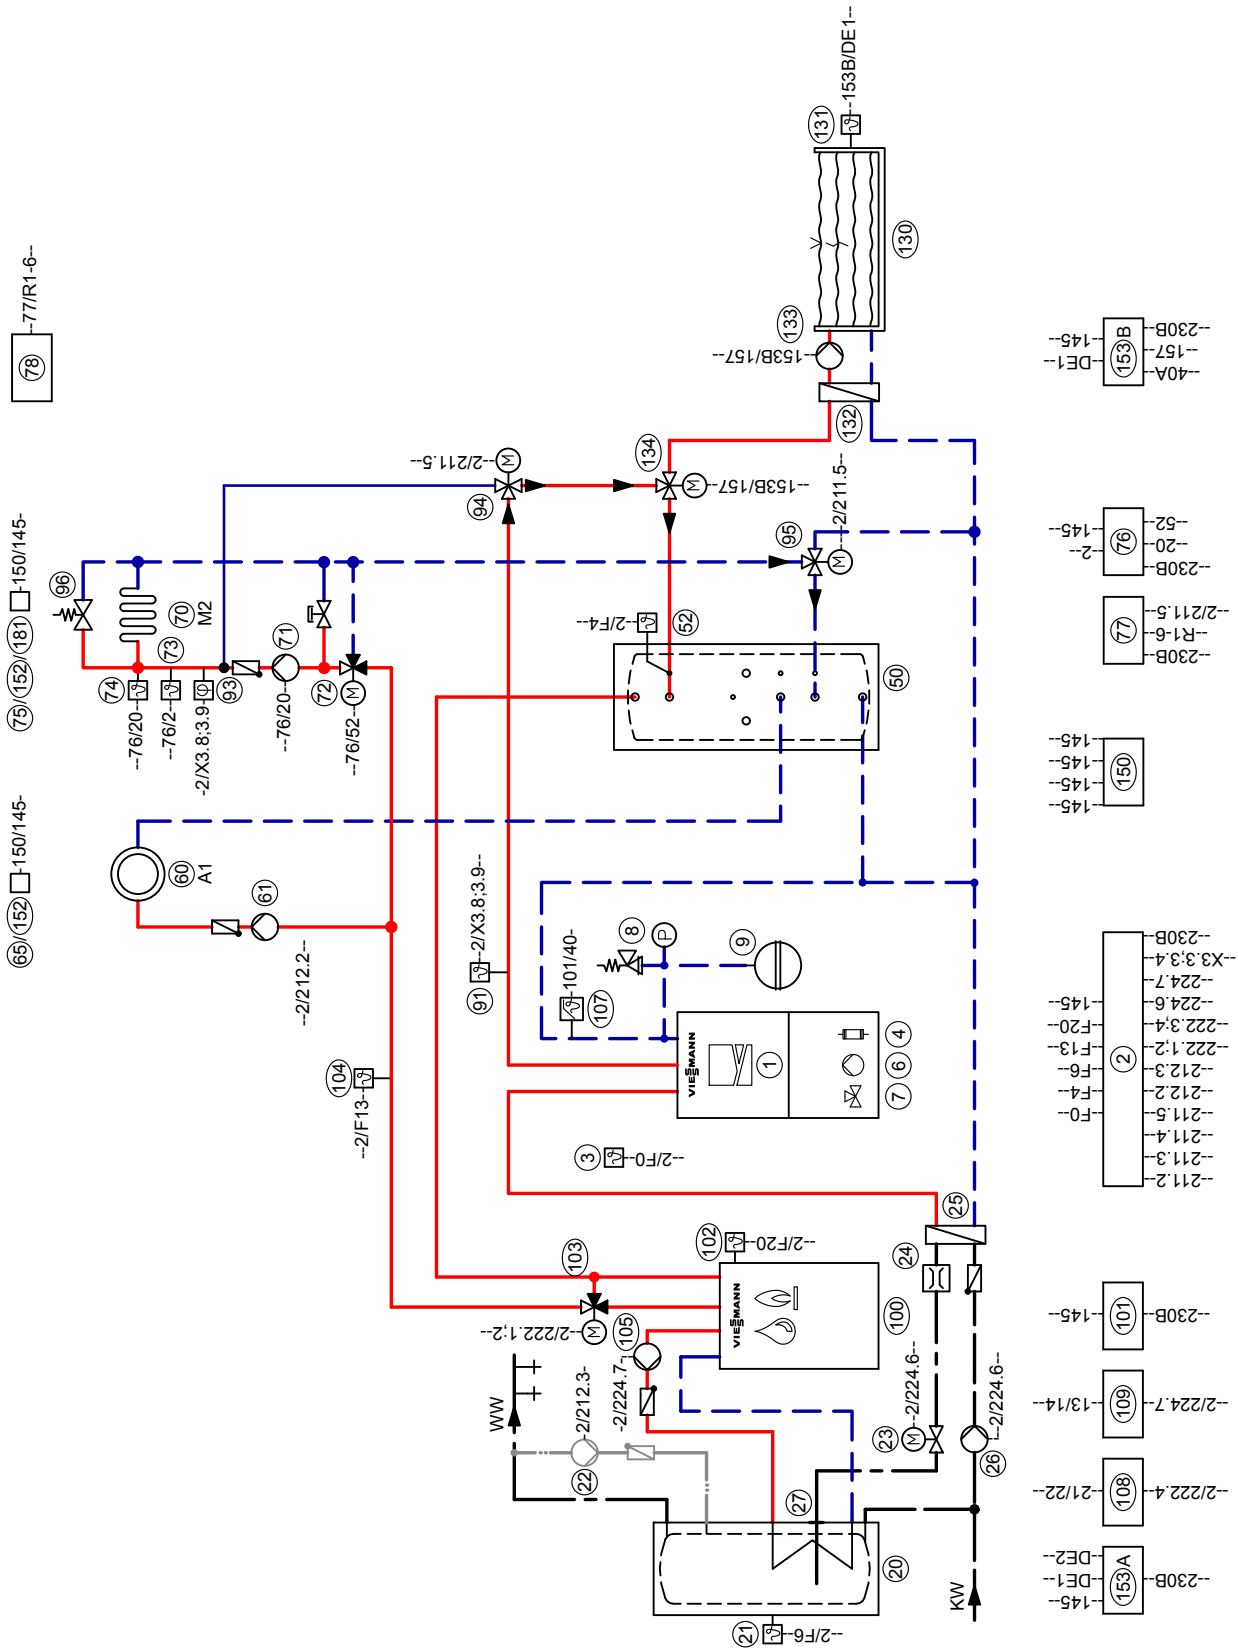 65/152 -150/145-
75/152/181 -150/145-
78 --77/R1-6--
60
A1
61
--2/212.2--
104
--2/F13--
96
70
M2
73
74
--76/20--
--76/2--
-2/X3.8;3.9-
93
71
--76/20--
72
--76/52--
91
--2/X3.8;3.9--
94
--2/211.5--
134
--153B/157--
133
--153B/157--
131
--153B/DE1--
130
132
95
--2/211.5--
52
--2/F4--
50
WW
22
-2/212.3-
105
-2/224.7-
103
--2/222.1;2--
102
--2/F20--
VIESMANN
100
3
--2/F0--
107
-101/40-
8
P
9
VIESMANN
1
4
6
7
21
--2/F6--
20
27
23
M --2/224.6--
24
25
26
--2/224.6--
KW
153/A
145--
--DE1--
--DE2--
--230B--
108
21/22--
--2/222.4--
109
--13/14--
--2/224.7--
101
145--
--230B--
2
--F0--
--F4--
--F6--
--F13--
--F20--
--145--
--211.2--
--211.3--
--211.4--
--211.5--
--212.2--
--212.3--
--222.1;2--
--222.3,4--
--224.6--
--224.7--
--X3.3;3.4--
--230B--
150
145--
145--
145--
145--
77
--230B--
--R1-6--
--2/211.5--
76
--2--
145--
--230B--
--20--
--52--
153/B
--DE1--
145--
--40A--
--157--
--230B--